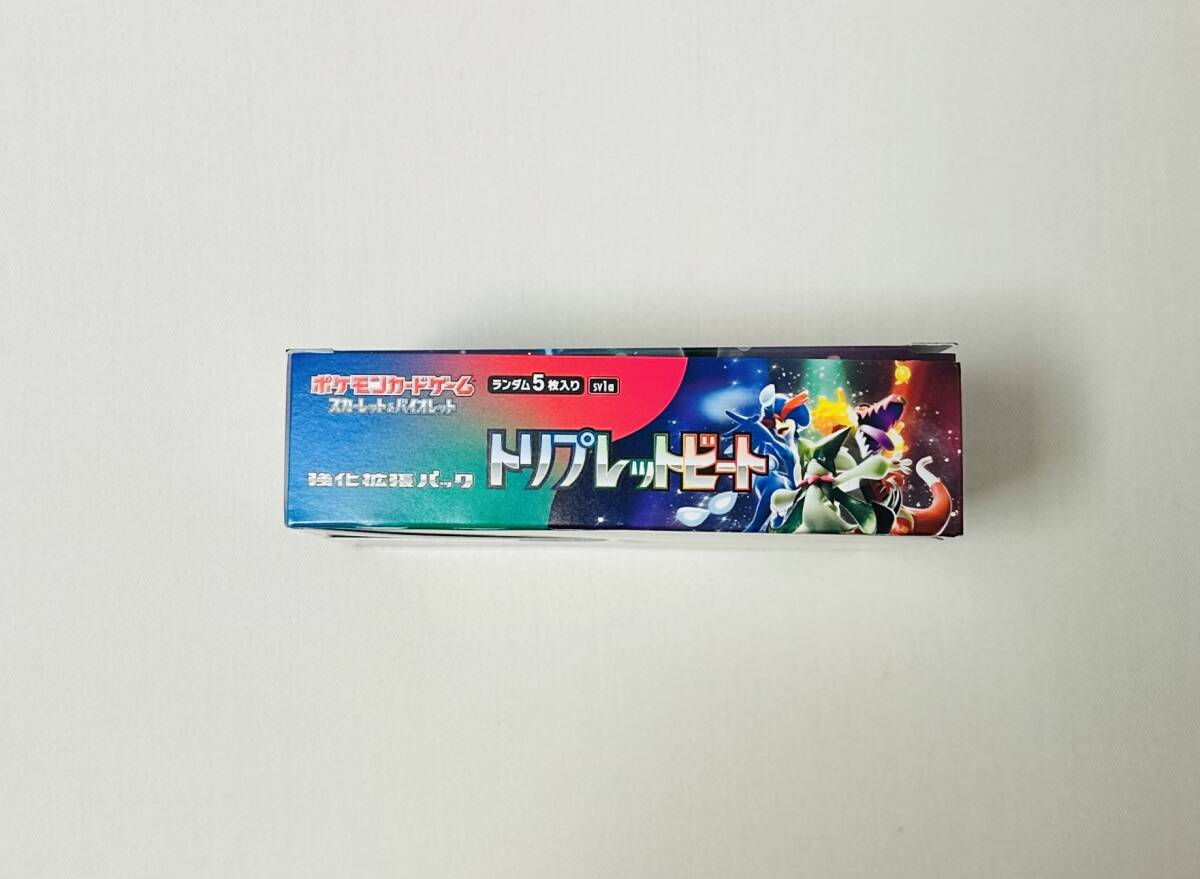 ポケモンカードゲーム
スカーレット&バイオレット
ランダム5枚入り SV1a
強化拡張パック
トリプレットビート